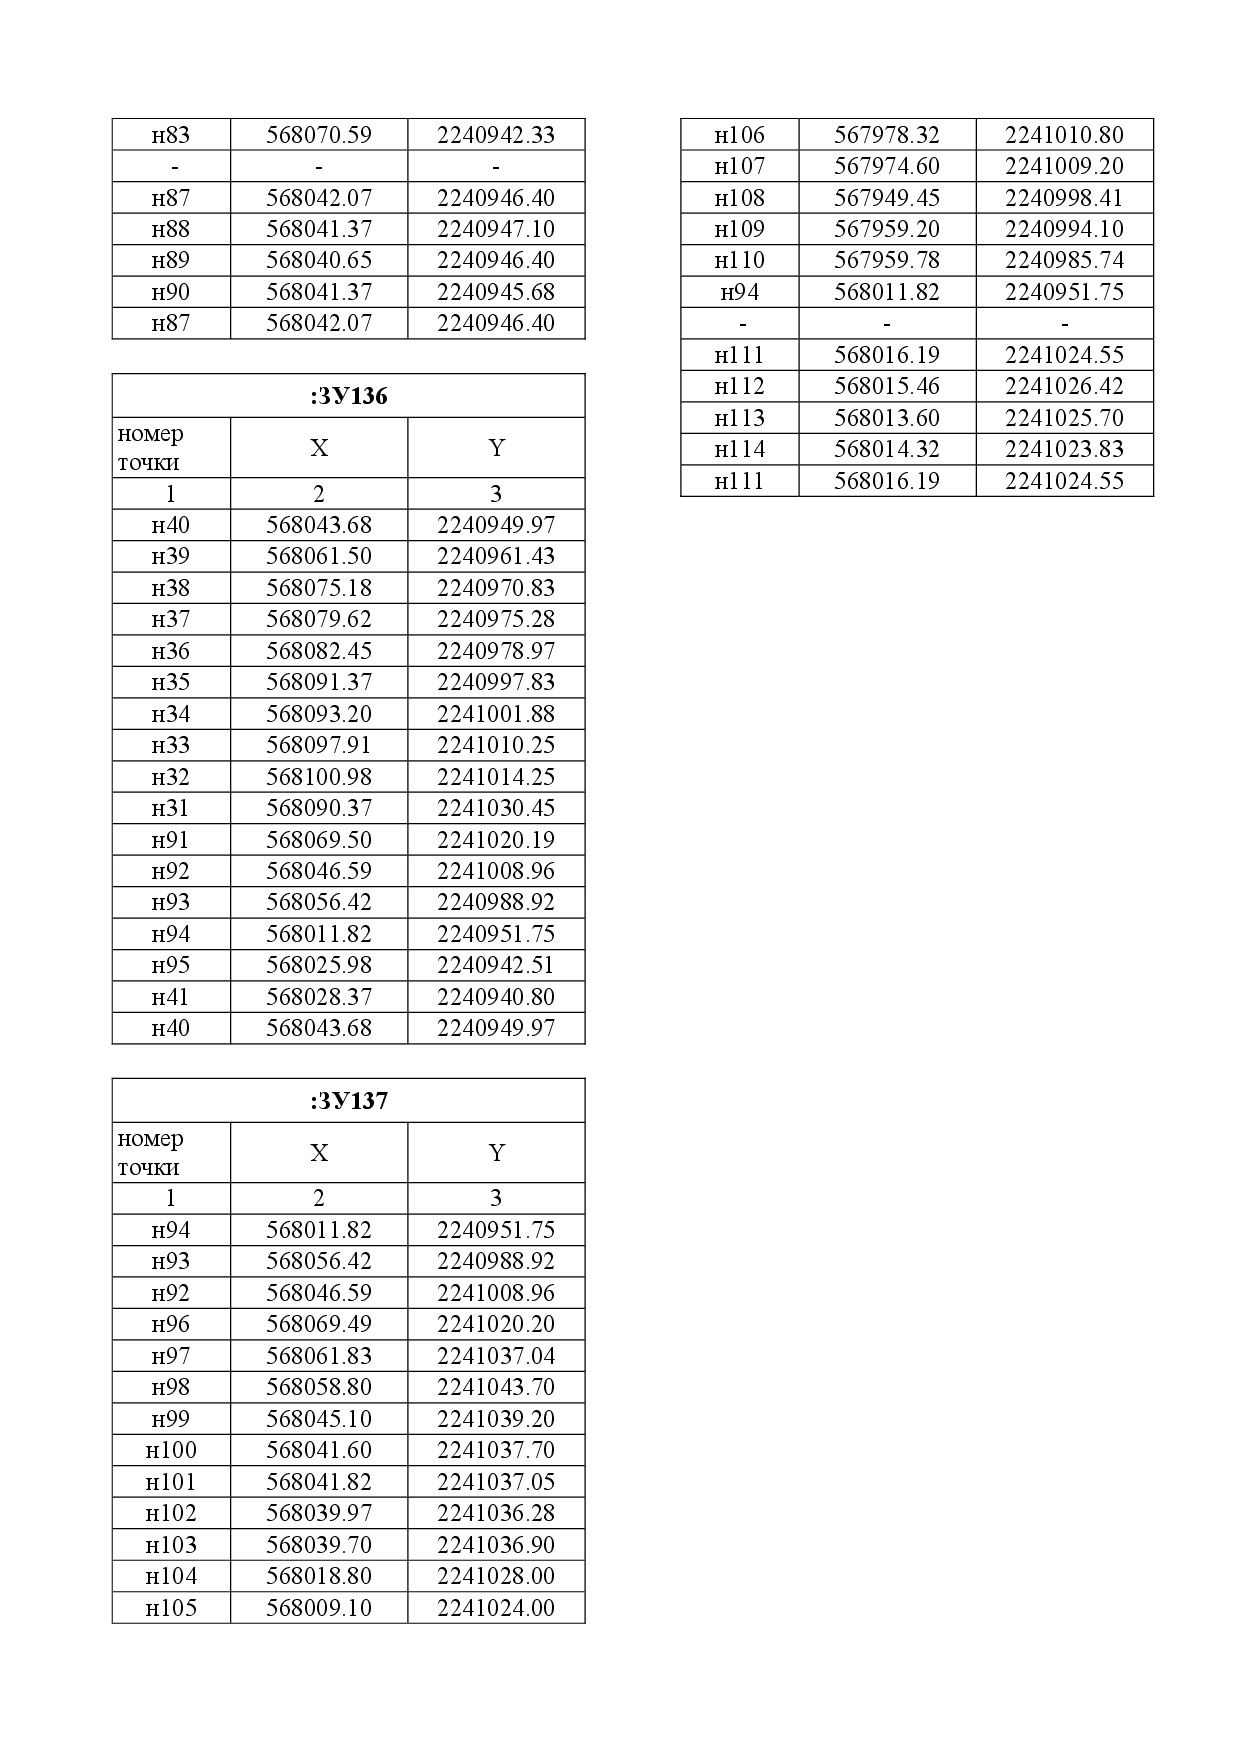 н83 568070.59 2240942.33
- - -
н87 568042.07 2240946.40
н88 568041.37 2240947.10
н89 568040.65 2240946.40
н90 568041.37 2240945.68
н87 568042.07 2240946.40
:ЗУ136
номер
точки X Y
1 2 3
н40 568043.68 2240949.97
н39 568061.50 2240961.43
н38 568075.18 2240970.83
н37 568079.62 2240975.28
н36 568082.45 2240978.97
н35 568091.37 2240997.83
н34 568093.20 2241001.88
н33 568097.91 2241010.25
н32 568100.98 2241014.25
н31 568090.37 2241030.45
н91 568069.50 2241020.19
н92 568046.59 2241008.96
н93 568056.42 2240988.92
н94 568011.82 2240951.75
н95 568025.98 2240942.51
н41 568028.37 2240940.80
н40 568043.68 2240949.97
:ЗУ137
номер
точки X Y
1 2 3
н94 568011.82 2240951.75
н93 568056.42 2240988.92
н92 568046.59 2241008.96
н96 568069.49 2241020.20
н97 568061.83 2241037.04
н98 568058.80 2241043.70
н99 568045.10 2241039.20
н100 568041.60 2241037.70
н101 568041.82 2241037.05
н102 568039.97 2241036.28
н103 568039.70 2241036.90
н104 568018.80 2241028.00
н105 568009.10 2241024.00
н106 567978.32 2241010.80
н107 567974.60 2241009.20
н108 567949.45 2240998.41
н109 567959.20 2240994.10
н110 567959.78 2240985.74
н94 568011.82 2240951.75
- - -
н111 568016.19 2241024.55
н112 568015.46 2241026.42
н113 568013.60 2241025.70
н114 568014.32 2241023.83
н111 568016.19 2241024.55